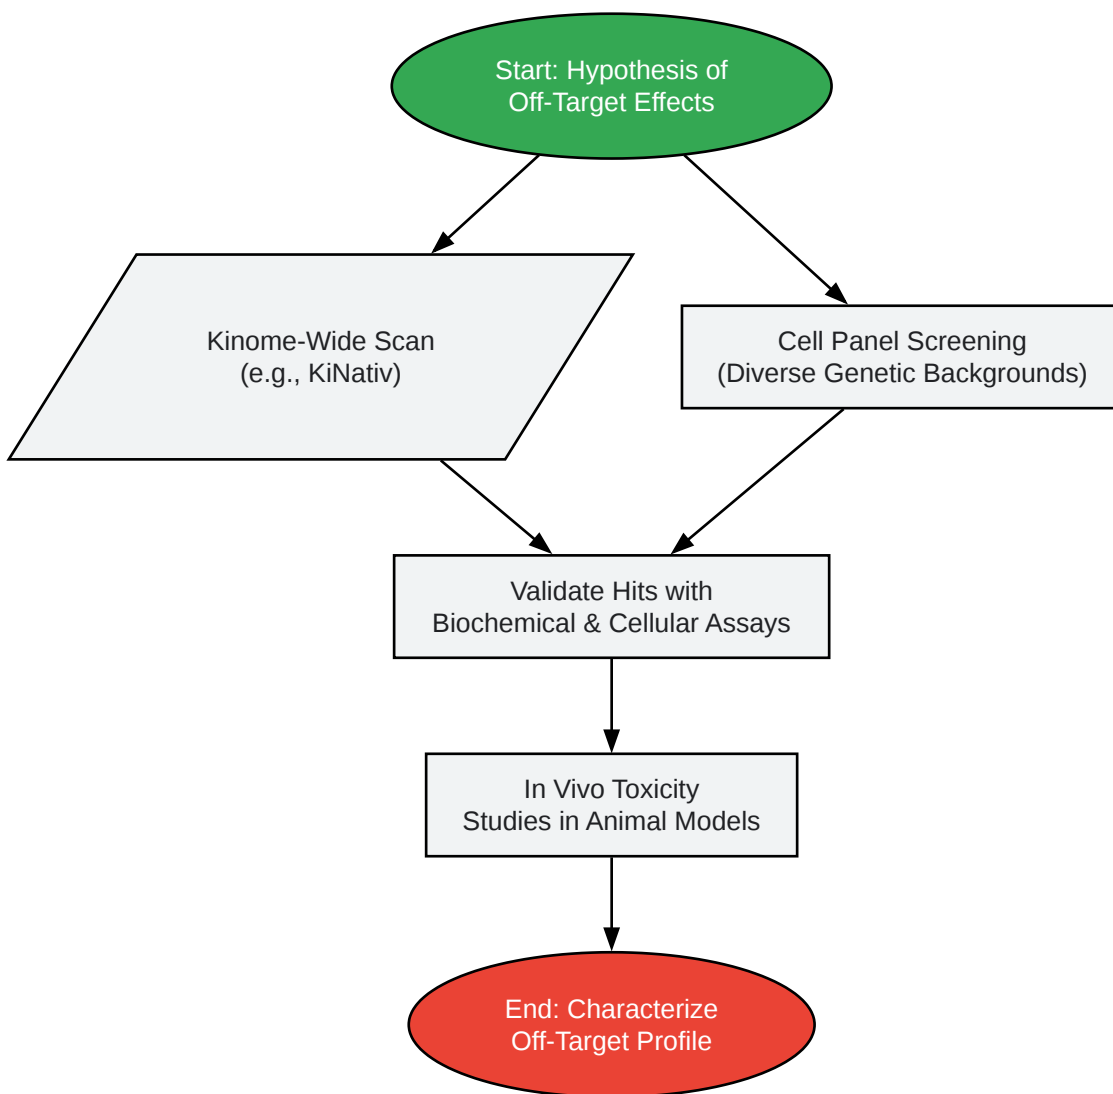 Start: Hypothesis of
Off-Target Effects
Kinome-Wide Scan
(e.g., KiNativ)
Cell Panel Screening
(Diverse Genetic Backgrounds)
Validate Hits with
Biochemical & Cellular Assays
In Vivo Toxicity
Studies in Animal Models
End: Characterize
Off-Target Profile